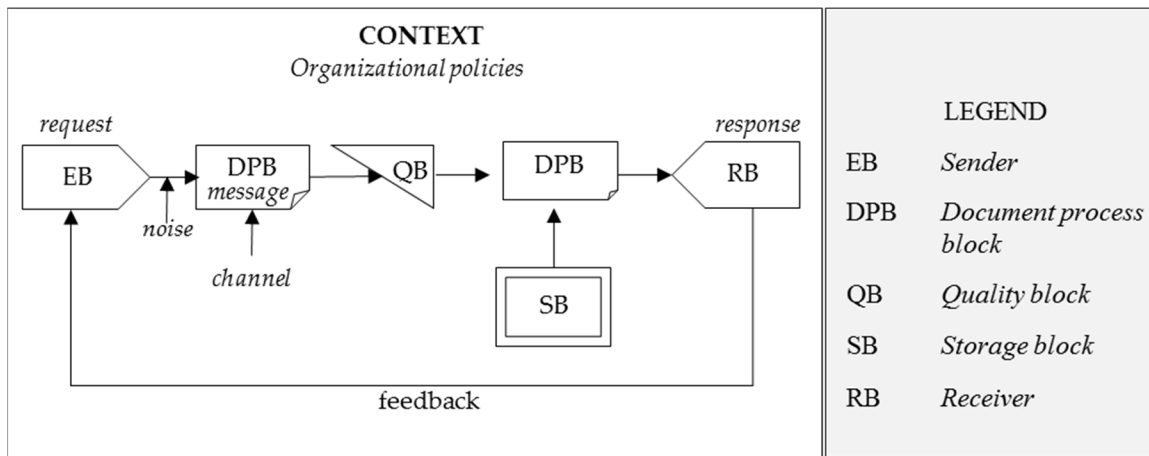 CONTEXT
Organizational policies
request
response
EB
DPB
message
QB
DPB
RB
noise
channel
SB
feedback
LEGEND
EB Sender
DPB Document process
block
QB Quality block
SB Storage block
RB Receiver